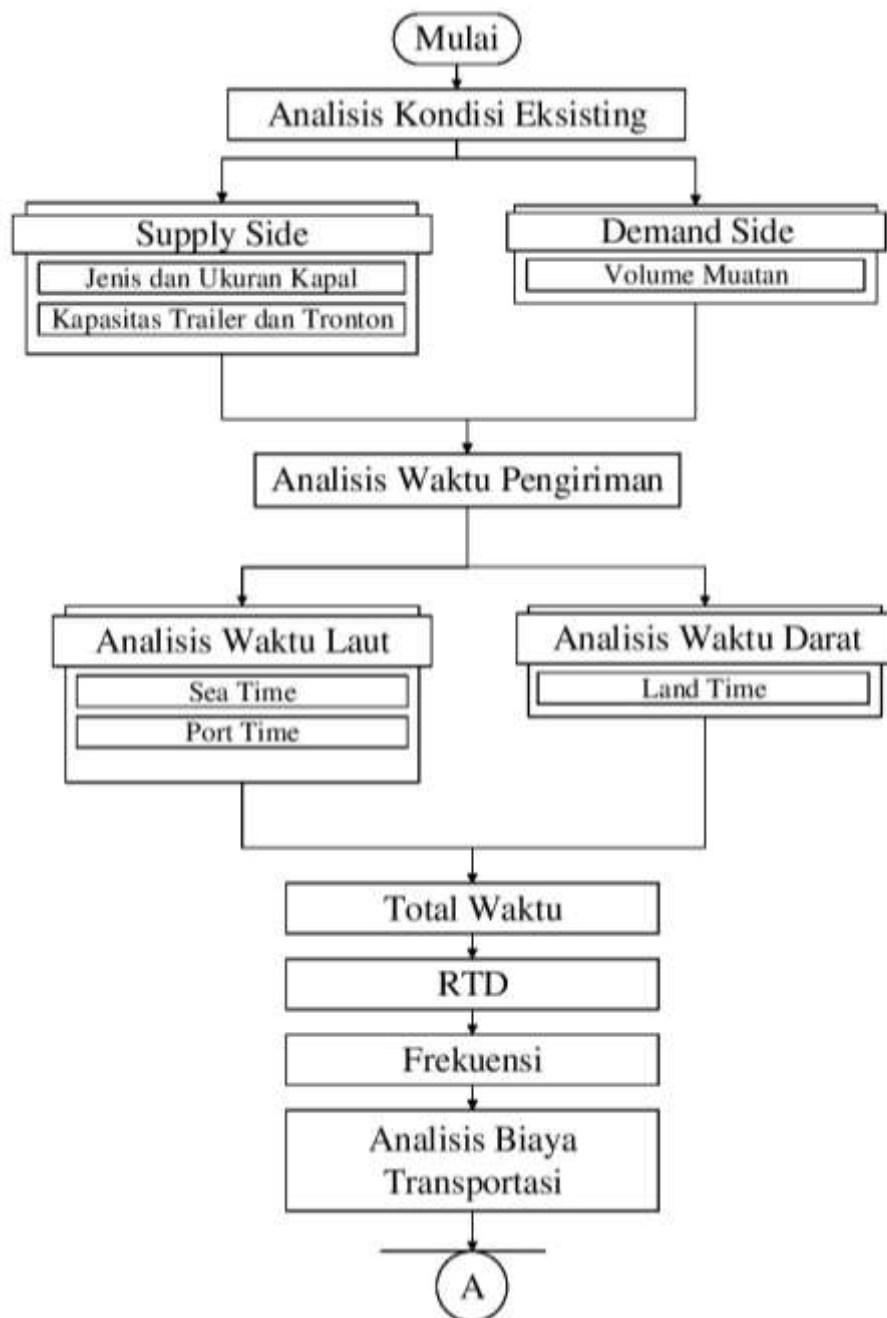 Mulai
Analisis Kondisi Eksisting
Supply Side
Jenis dan Ukuran Kapal
Kapasitas Trailer dan Tronton
Demand Side
Volume Muatan
Analisis Waktu Pengiriman
Analisis Waktu Laut
Sea Time
Port Time
Analisis Waktu Darat
Land Time
Total Waktu
RTD
Frekuensi
Analisis Biaya
Transportasi
A